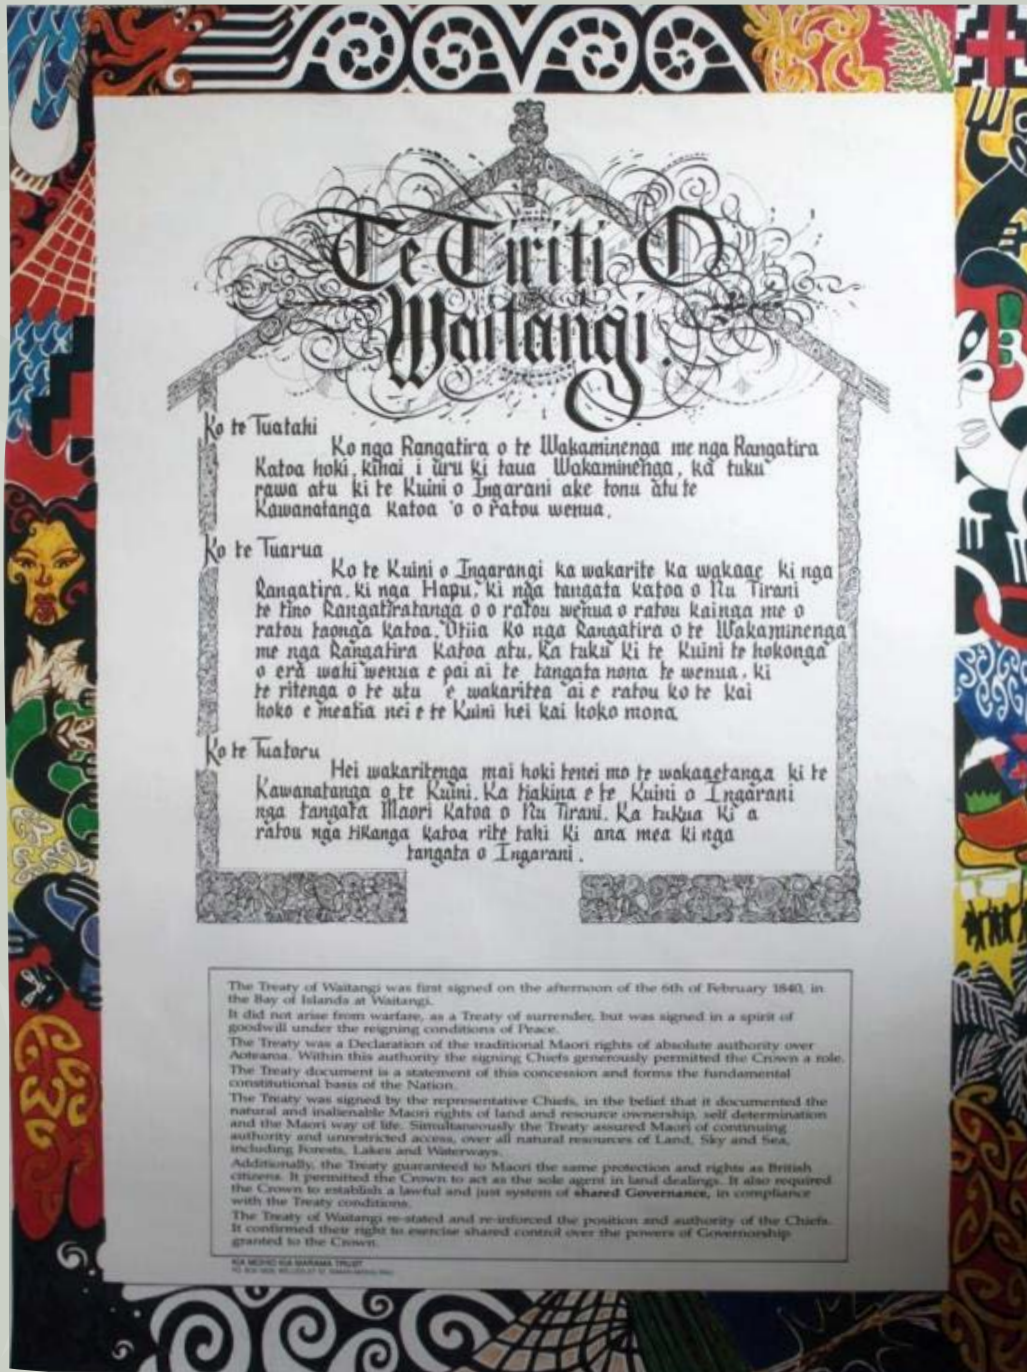 Te Tiriti O
Waitangi.
Ko te Tuatahi
Ko nga Rangatira o te Wakaminenga me nga Rangatira
Katoa hoki, kihai i uru ki taua Wakaminenga, ka tuku
rawa atu ki te Kuini o Ingarani ake tonu atu te
Kawanatanga katoa o o ratou wenua.
Ko te Tuarua
Ko te Kuini o Ingarangi ka wakarite ka wakaae ki nga
Rangatira, ki nga Hapu, ki nga tangata katoa o Nu Tirani
te tino Rangatiratanga o o ratou wenua o ratou kainga me o
ratou taonga katoa. Otiia ko nga Rangatira o te Wakaminenga
me nga Rangatira katoa atu, ka tuku ki te Kuini te hokonga
o era wahi wenua e pai ai te tangata nona te wenua, ki
te ritenga o te utu e wakaritea ai e ratou ko te kai
hoko e meatia nei e te Kuini hei kai hoko mona
Ko te Tuatoru
Hei wakaritenga mai hoki tenei mo te wakaaetanga ki te
Kawanatanga o te Kuini. Ka tiakina e te Kuini o Ingarani
nga tangata Maori katoa o Nu Tirani. Ka tukua ki a
ratou nga tikanga katoa rite tahi ki ana mea ki nga
tangata o Ingarani.
The Treaty of Waitangi was first signed on the afternoon of the 6th of February 1840, in
the Bay of Islands at Waitangi.
It did not arise from warfare, as a Treaty of surrender, but was signed in a spirit of
goodwill under the reigning conditions of Peace.
The Treaty was a Declaration of the traditional Maori rights of absolute authority over
Aotearoa. Within this authority the signing Chiefs generously permitted the Crown a role.
The Treaty document is a statement of this concession and forms the fundamental
constitutional basis of the Nation.
The Treaty was signed by the representative Chiefs, in the belief that it documented the
natural and inalienable Maori rights of land and resource ownership, self determination
and the Maori way of life. Simultaneously the Treaty assured Maori of continuing
authority and unrestricted access, over all natural resources of Land, Sky and Sea,
including Forests, Lakes and Waterways.
Additionally, the Treaty guaranteed to Maori the same protection and rights as British
citizens. It permitted the Crown to act as the sole agent in land dealings. It also required
the Crown to establish a lawful and just system of shared Governance, in compliance
with the Treaty conditions.
The Treaty of Waitangi re-stated and re-inforced the position and authority of the Chiefs.
It confirmed their right to exercise shared control over the powers of Governorship
granted to the Crown.
KIA MOHIO KIA MARAMA TRUST